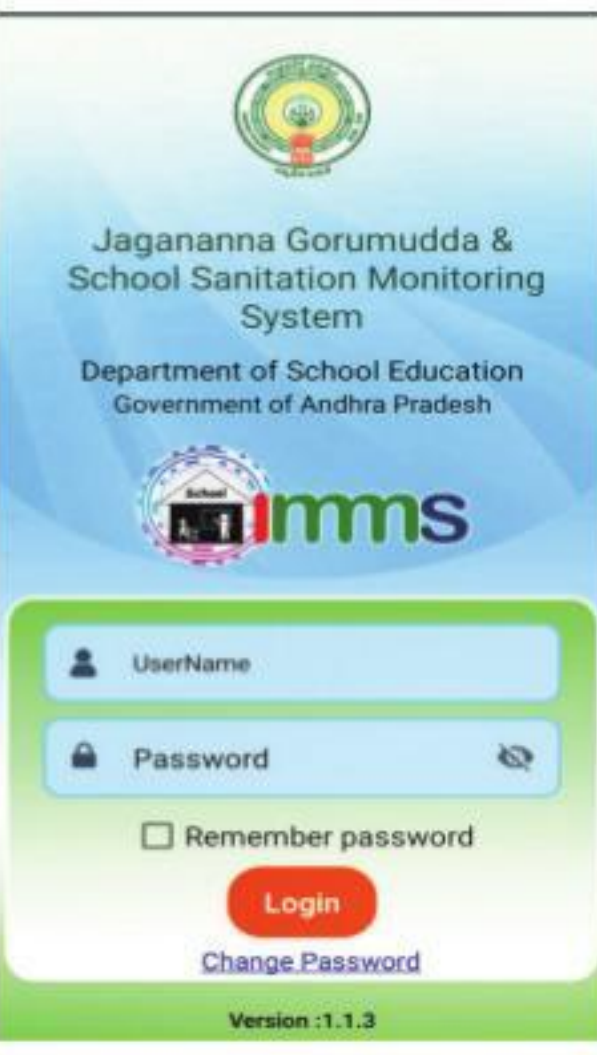 Jagananna Gorumudda &
School Sanitation Monitoring
System
Department of School Education
Government of Andhra Pradesh
School
imms
UserName
Password
Remember password
Login
Change Password
Version :1.1.3